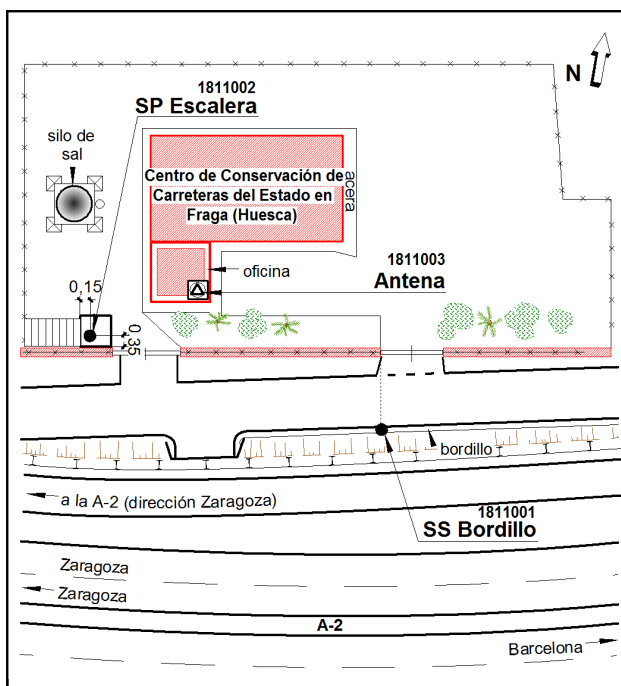 1811002
SP Escalera
N
silo de
sal
Centro de Conservación de
Carreteras del Estado en
Fraga (Huesca)
acera
1811003
Antena
oficina
0,15
0,35
bordillo
1811001
SS Bordillo
a la A-2 (dirección Zaragoza)
Zaragoza
Zaragoza
A-2
Barcelona